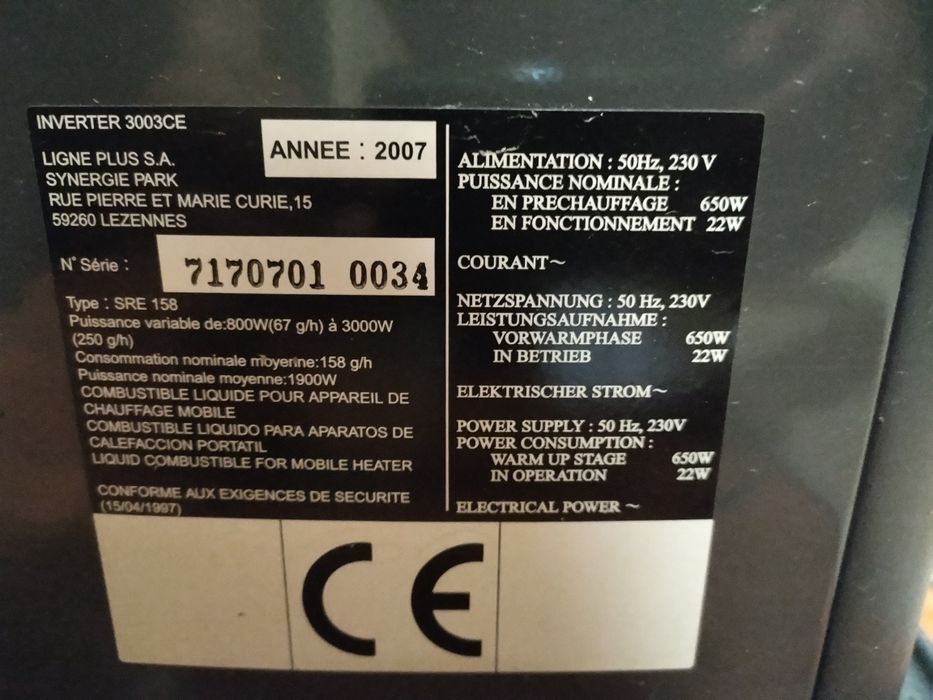 INVERTER 3003CE
ANNEE : 2007
LIGNE PLUS S.A.
SYNERGIE PARK
RUE PIERRE ET MARIE CURIE,15
59260 LEZENNES
N° Série : 7170701 0034
Type : SRE 158
Puissance variable de:800W(67 g/h) à 3000W
(250 g/h)
Consommation nominale moyenne:158 g/h
Puissance nominale moyenne:1900W
COMBUSTIBLE LIQUIDE POUR APPAREIL DE
CHAUFFAGE MOBILE
COMBUSTIBLE LIQUIDO PARA APARATOS DE
CALEFACCION PORTATIL
LIQUID COMBUSTIBLE FOR MOBILE HEATER
CONFORME AUX EXIGENCES DE SECURITE
(15/04/1997)
ALIMENTATION : 50Hz, 230 V
PUISSANCE NOMINALE :
EN PRECHAUFFAGE 650W
EN FONCTIONNEMENT 22W
COURANT~
NETZSPANNUNG : 50 Hz, 230V
LEISTUNGSAUFNAHME :
VORWARMPHASE 650W
IN BETRIEB 22W
ELEKTRISCHER STROM~
POWER SUPPLY : 50 Hz, 230V
POWER CONSUMPTION :
WARM UP STAGE 650W
IN OPERATION 22W
ELECTRICAL POWER ~
CE